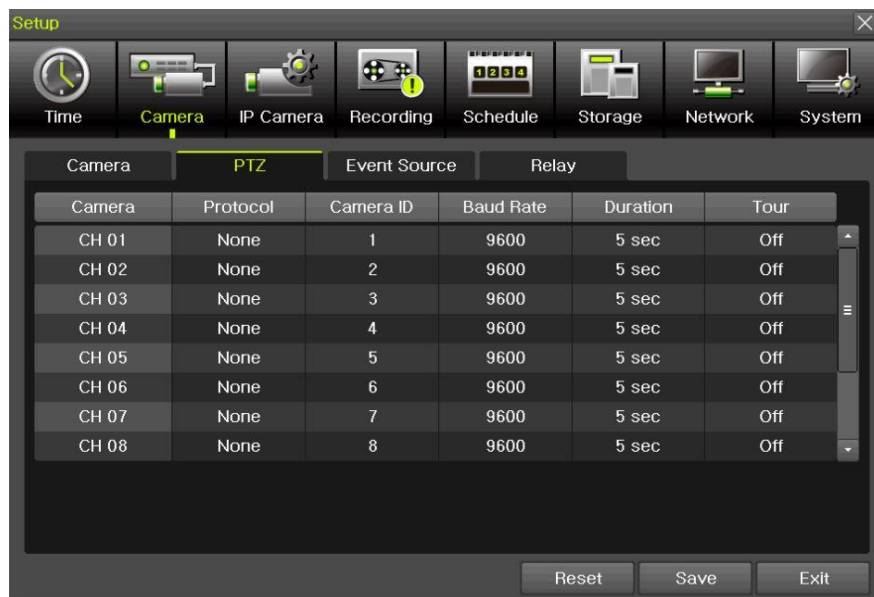 Setup
1 2 3 4
Time Camera IP Camera Recording Schedule Storage Network System
Camera PTZ Event Source Relay
Camera Protocol Camera ID Baud Rate Duration Tour
CH 01 None 1 9600 5 sec Off
CH 02 None 2 9600 5 sec Off
CH 03 None 3 9600 5 sec Off
CH 04 None 4 9600 5 sec Off
CH 05 None 5 9600 5 sec Off
CH 06 None 6 9600 5 sec Off
CH 07 None 7 9600 5 sec Off
CH 08 None 8 9600 5 sec Off
Reset Save Exit